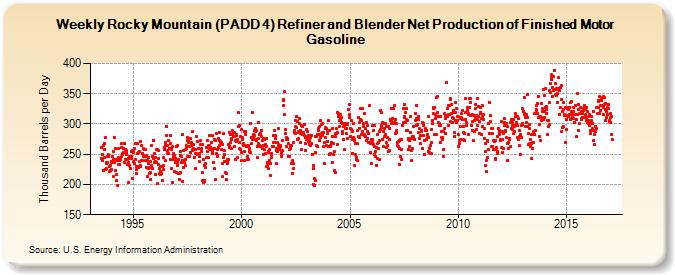 Weekly Rocky Mountain (PADD 4) Refiner and Blender Net Production of Finished Motor
Gasoline
Thousand Barrels per Day
400
350
300
250
200
150
1995
2000
2005
2010
2015
Source: U.S. Energy Information Administration